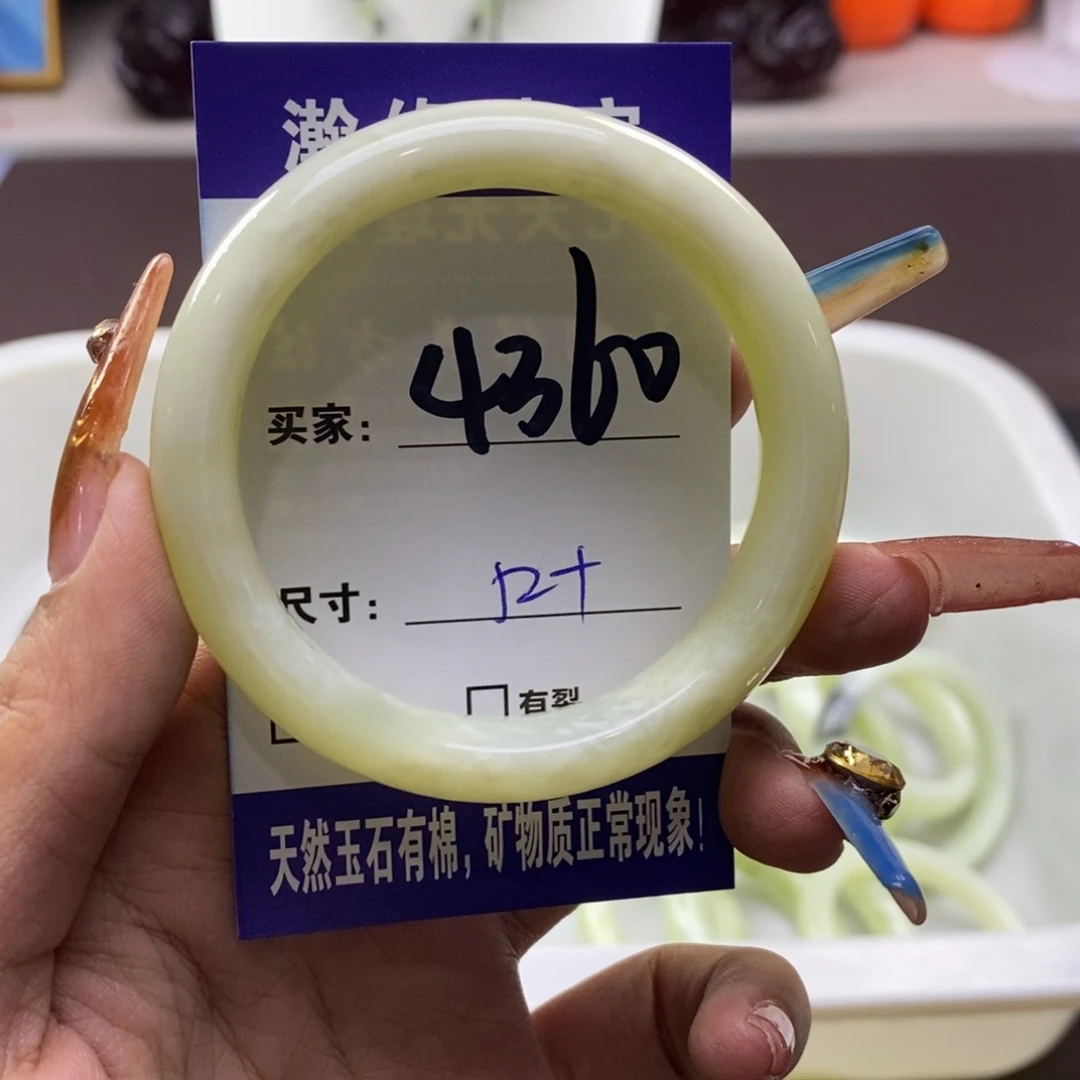 瀚
买家: 4360
尺寸: 52+
有裂
天然玉石有棉, 矿物质正常现象!